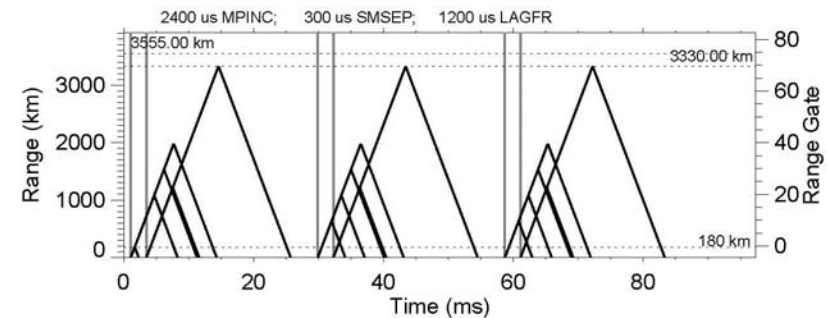 2400 us MPINC; 300 us SMSEP; 1200 us LAGFR
3555.00 km
3330.00 km
180 km
Range (km)
3000
2000
1000
0
80
60
40
20
0
Range Gate
0 20 40 60 80
Time (ms)